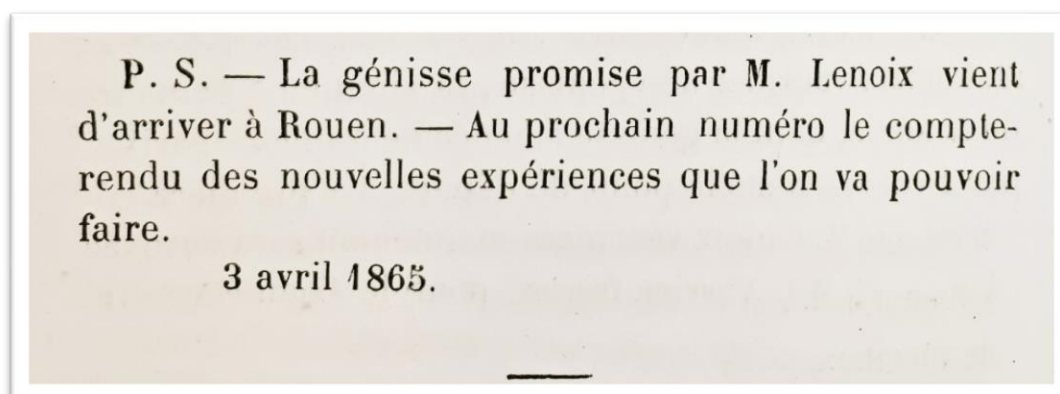 P. S. — La génisse promise par M. Lenoix vient
d'arriver à Rouen. — Au prochain numéro le compte-
rendu des nouvelles expériences que l'on va pouvoir
faire.
3 avril 1865.